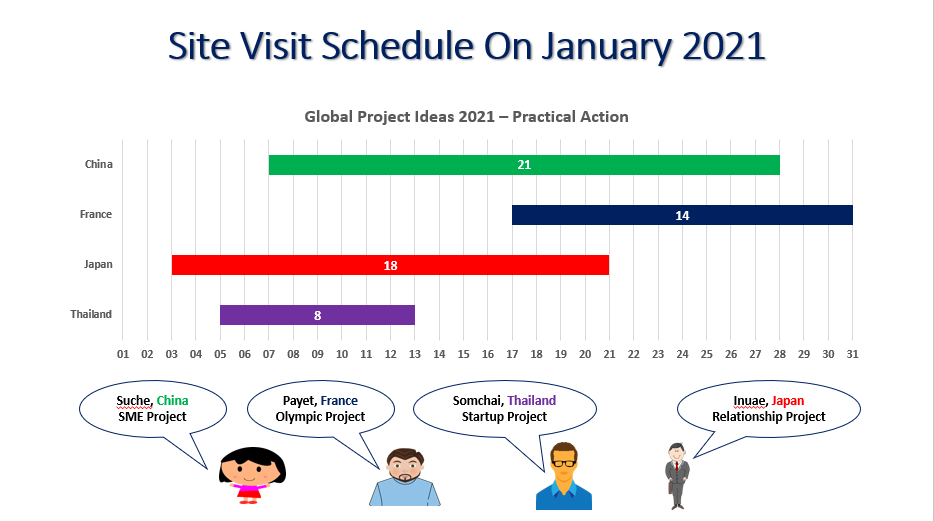 Site Visit Schedule On January 2021
Global Project Ideas 2021 – Practical Action
China
21
France
14
Japan
18
Thailand
8
01 02 03 04 05 06 07 08 09 10 11 12 13 14 15 16 17 18 19 20 21 22 23 24 25 26 27 28 29 30 31
Suche, China
SME Project
Payet, France
Olympic Project
Somchai, Thailand
Startup Project
Inuae, Japan
Relationship Project